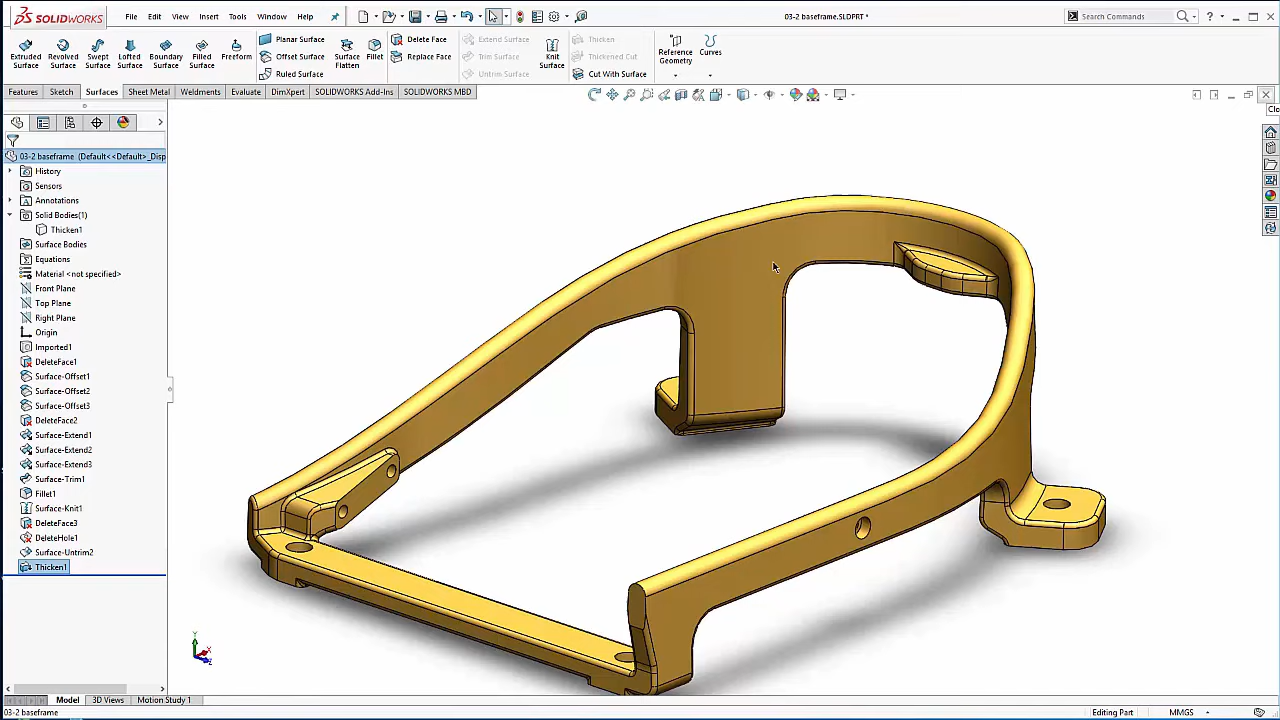 SOLIDWORKS File Edit View Insert Tools Window Help 03-2 baseframe.SLDPRT * Search Commands ?
Planar Surface Delete Face Extend Surface Thicken
Extruded Surface Revolved Surface Swept Surface Lofted Surface Boundary Surface Filled Surface Freeform Offset Surface Surface Flatten Fillet Replace Face Trim Surface Knit Surface Thickened Cut Reference Geometry Curves
Ruled Surface Untrim Surface Cut With Surface
Features Sketch Surfaces Sheet Metal Weldments Evaluate DimXpert SOLIDWORKS Add-Ins SOLIDWORKS MBD
Clo
03-2 baseframe (Default<<Default>_Disp
History
Sensors
Annotations
Solid Bodies(1)
Thicken1
Surface Bodies
Equations
Material <not specified>
Front Plane
Top Plane
Right Plane
Origin
Imported1
DeleteFace1
Surface-Offset1
Surface-Offset2
Surface-Offset3
DeleteFace2
Surface-Extend1
Surface-Extend2
Surface-Extend3
Surface-Trim1
Fillet1
Surface-Knit1
DeleteFace3
DeleteHole1
Surface-Untrim2
Thicken1
Y
X
Z
Model 3D Views Motion Study 1
03-2 baseframe Editing Part MMGS